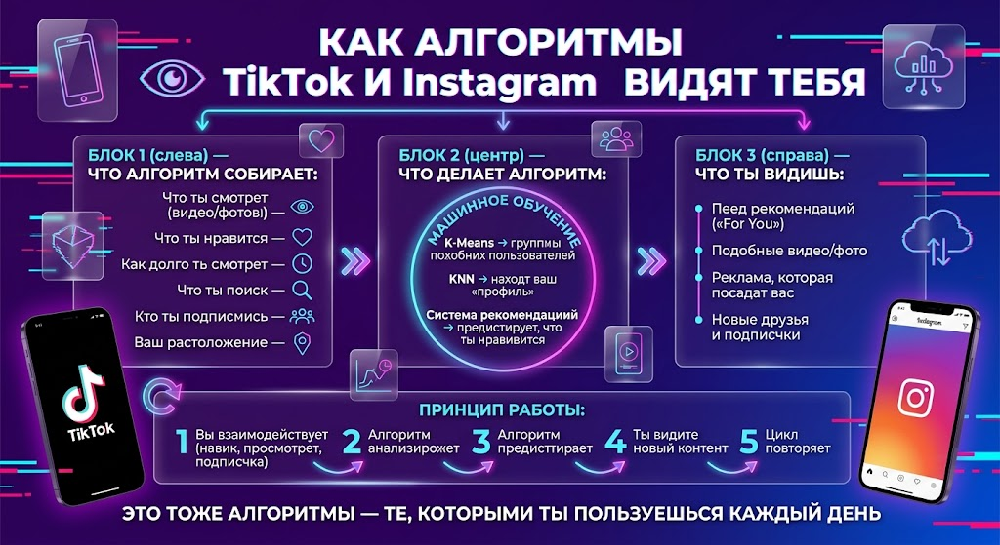 КАК АЛГОРИТМЫ
TikTok И Instagram ВИДЯТ ТЕБЯ
БЛОК 1 (слева) —
ЧТО АЛГОРИТМ СОБИРАЕТ:
Что ты смотрет
(видео/фотовı) —
Что ты нравится —
Как долго ть смотрет —
Что ты поиск —
Кто ты подписмись —
Ваш растоложение —
БЛОК 2 (центр) —
ЧТО ДЕЛАЕТ АЛГОРИТМ:
МАШИННОЕ ОБУЧЕНИЕ
K-Means → группмы
похобних пользователей
KNN → находт ваш
«профиль»
Система рекомендациий
→ предистирует, что
ты нравивится
БЛОК 3 (справа) —
ЧТО ТЫ ВИДИШЬ:
Пеед рекомендаций
(«For You»)
Подобные видео/фото
Реклама, которая
посадат вас
Новые друзья
и подписчки
TikTok
Instagram
ПРИНЦИП РАБОТЫ:
1 Вы взаимодействует
(навик, просмотрет,
подписчка)
2 Алгоритм
анализирожет
3 Алгоритм
предисттирает
4 Ты видите
новый контент
5 Цикл
повторяет
ЭТО ТОЖЕ АЛГОРИТМЫ — ТЕ, КОТОРЫМИ ТЫ ПОЛЬЗУЕШЬСЯ КАЖДЫЙ ДЕНЬ